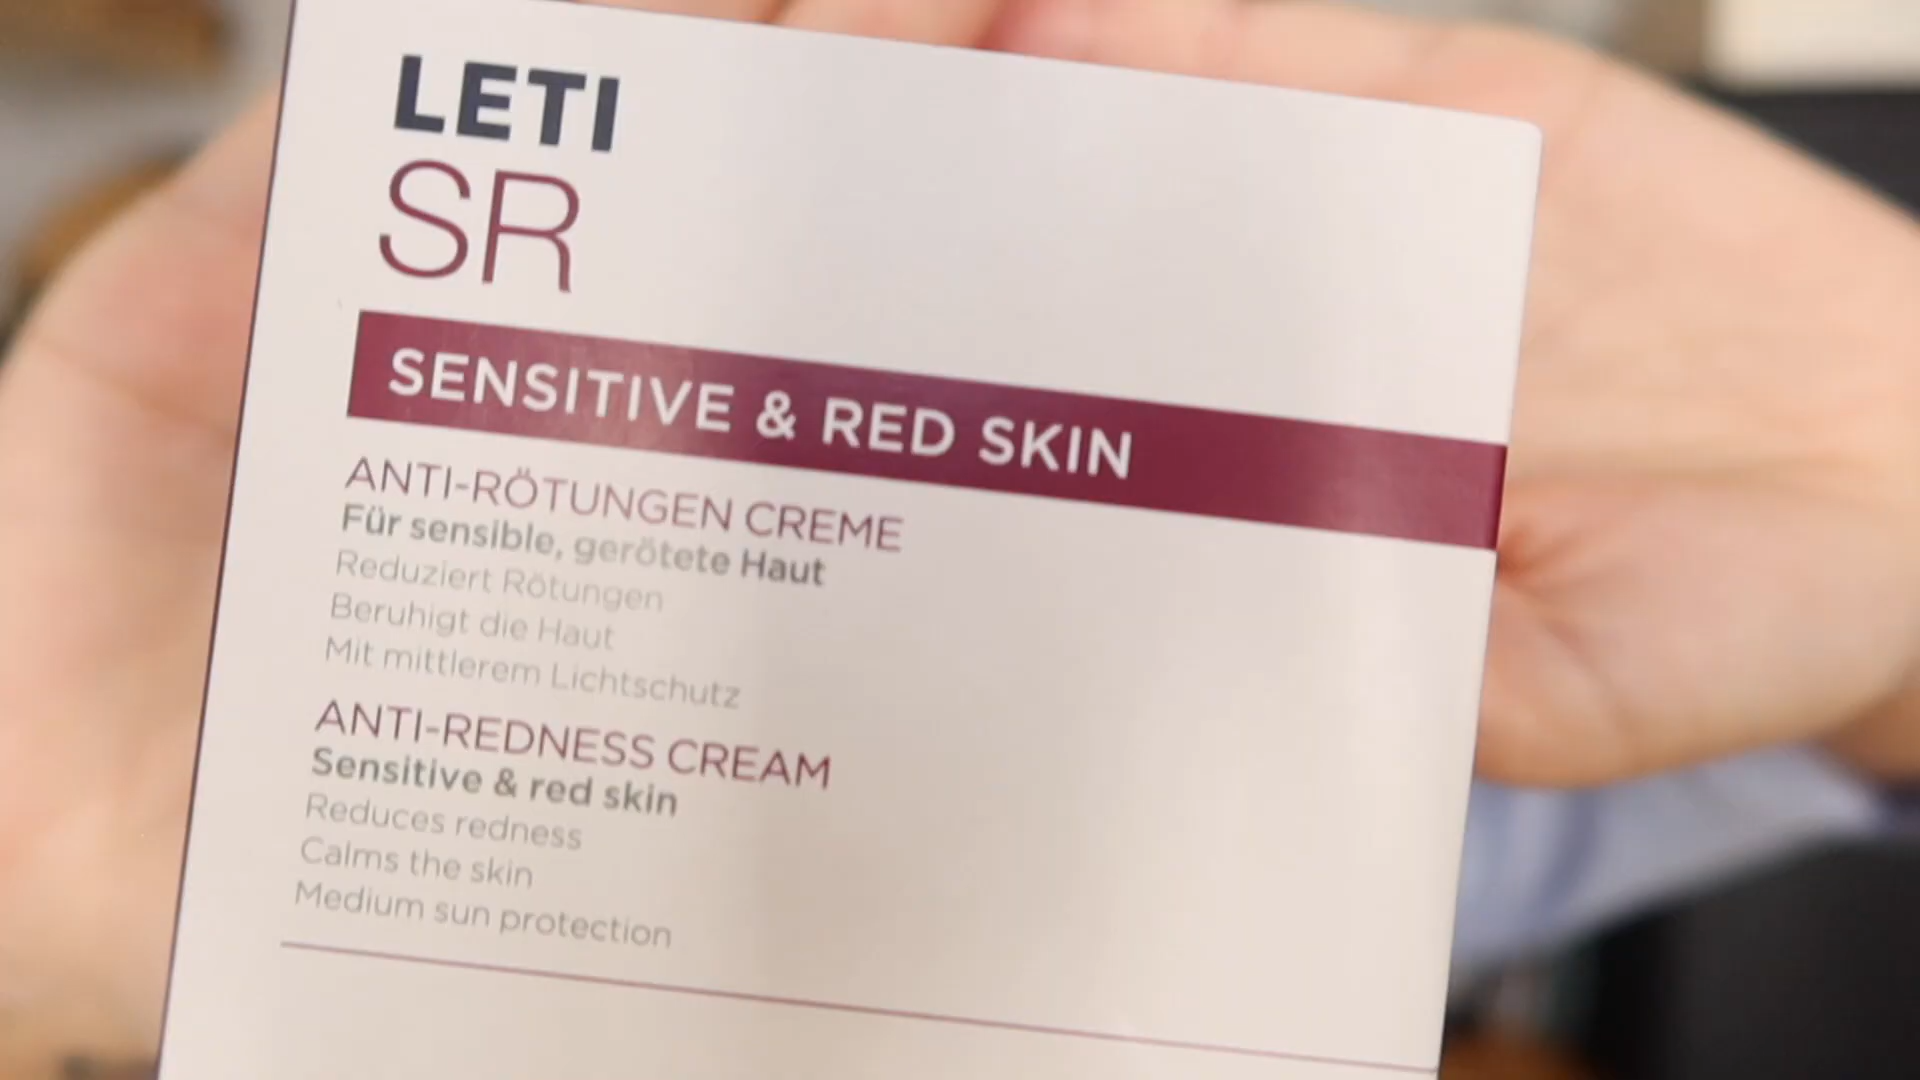 LETI
SR
SENSITIVE & RED SKIN
ANTI-RÖTUNGEN CREME
Für sensible, gerötete Haut
Reduziert Rötungen
Beruhigt die Haut
Mit mittlerem Lichtschutz
ANTI-REDNESS CREAM
Sensitive & red skin
Reduces redness
Calms the skin
Medium sun protection